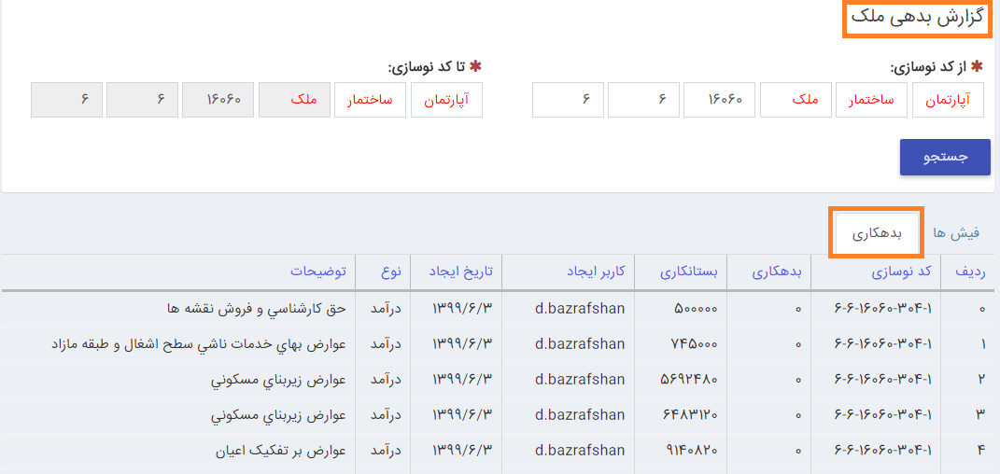 گزارش بدهی ملک
✱ از کد نوسازی: ✱ تا کد نوسازی:
آپارتمان ساختمان ملک ۱۶۰۶۰ ۶ ۶ آپارتمان ساختمان ملک ۱۶۰۶۰ ۶ ۶
جستجو
فیش ها بدهکاری
ردیف کد نوسازی بدهکاری بستانکاری کاربر ایجاد تاریخ ایجاد نوع توضیحات
۰ ۶-۶-۱۶۰۶۰-۳۰۴-۱ ۰ ۵۰۰۰۰۰ d.bazrafshan ۱۳۹۹/۶/۳ درآمد حق کارشناسي و فروش نقشه ها
۱ ۶-۶-۱۶۰۶۰-۳۰۴-۱ ۰ ۷۴۵۰۰۰ d.bazrafshan ۱۳۹۹/۶/۳ درآمد عوارض بهاي خدمات ناشي سطح اشغال و طبقه مازاد
۲ ۶-۶-۱۶۰۶۰-۳۰۴-۱ ۰ ۵۶۹۲۴۸۰ d.bazrafshan ۱۳۹۹/۶/۳ درآمد عوارض زيربناي مسكوني
۳ ۶-۶-۱۶۰۶۰-۳۰۴-۱ ۰ ۶۴۸۳۱۲۰ d.bazrafshan ۱۳۹۹/۶/۳ درآمد عوارض زيربناي مسكوني
۴ ۶-۶-۱۶۰۶۰-۳۰۴-۱ ۰ ۹۱۴۰۸۲۰ d.bazrafshan ۱۳۹۹/۶/۳ درآمد عوارض بر تفکیک اعیان